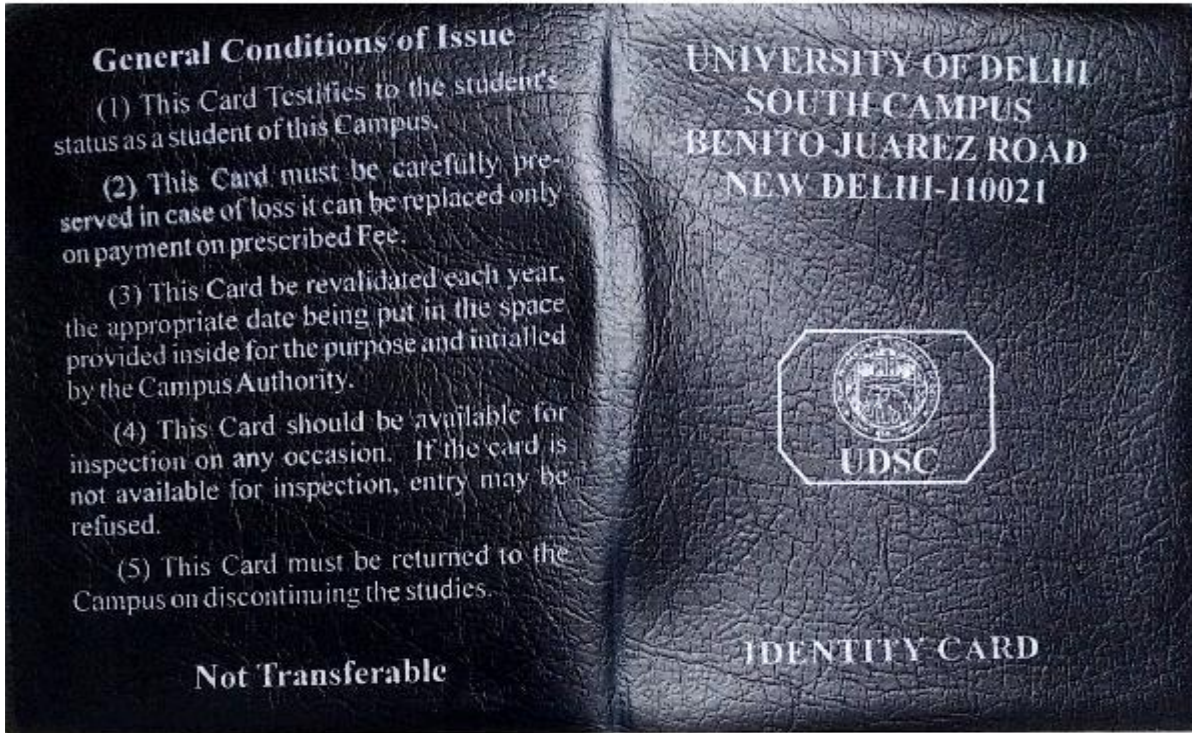 General Conditions of Issue
(1) This Card Testifies to the student's
status as a student of this Campus.
(2) This Card must be carefully pre-
served in case of loss it can be replaced only
on payment on prescribed Fee.
(3) This Card be revalidated each year,
the appropriate date being put in the space
provided inside for the purpose and intialled
by the Campus Authority.
(4) This Card should be available for
inspection on any occasion. If the card is
not available for inspection, entry may be
refused.
(5) This Card must be returned to the
Campus on discontinuing the studies.
Not Transferable
UNIVERSITY OF DELHI
SOUTH CAMPUS
BENITO JUAREZ ROAD
NEW DELHI-110021
UDSC
IDENTITY CARD